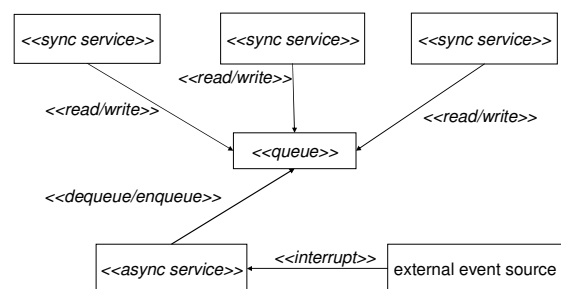 <<sync service>>
<<sync service>>
<<sync service>>
<<read/write>>
<<read/write>>
<<read/write>>
<<queue>>
<<dequeue/enqueue>>
<<async service>>
<<interrupt>>
external event source